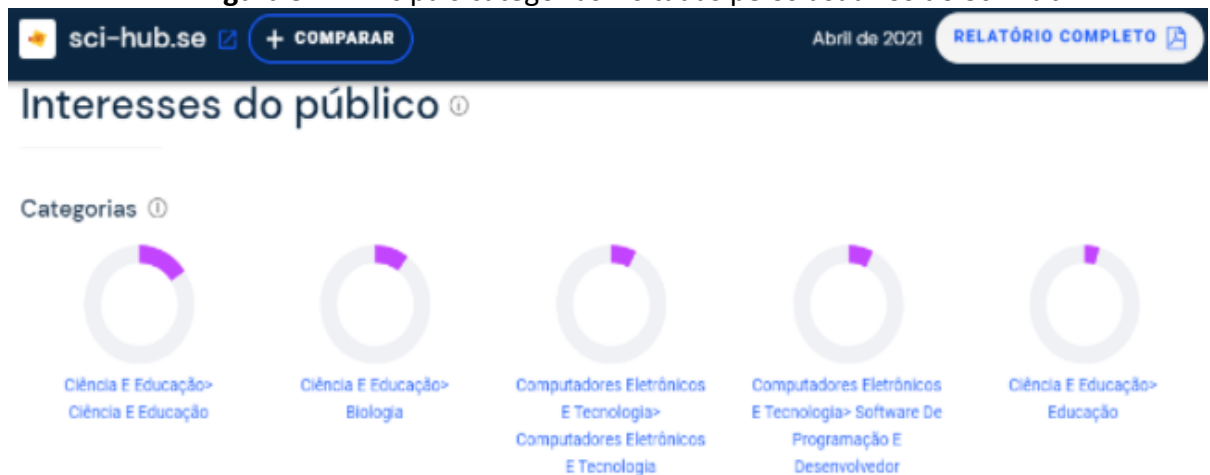 sci-hub.se + COMPARAR Abril de 2021 RELATÓRIO COMPLETO
Interesses do público
Categorias
Ciência E Educação>
Ciência E Educação
Ciência E Educação>
Biologia
Computadores Eletrônicos
E Tecnologia>
Computadores Eletrônicos
E Tecnologia
Computadores Eletrônicos
E Tecnologia> Software De
Programação E
Desenvolvedor
Ciência E Educação>
Educação